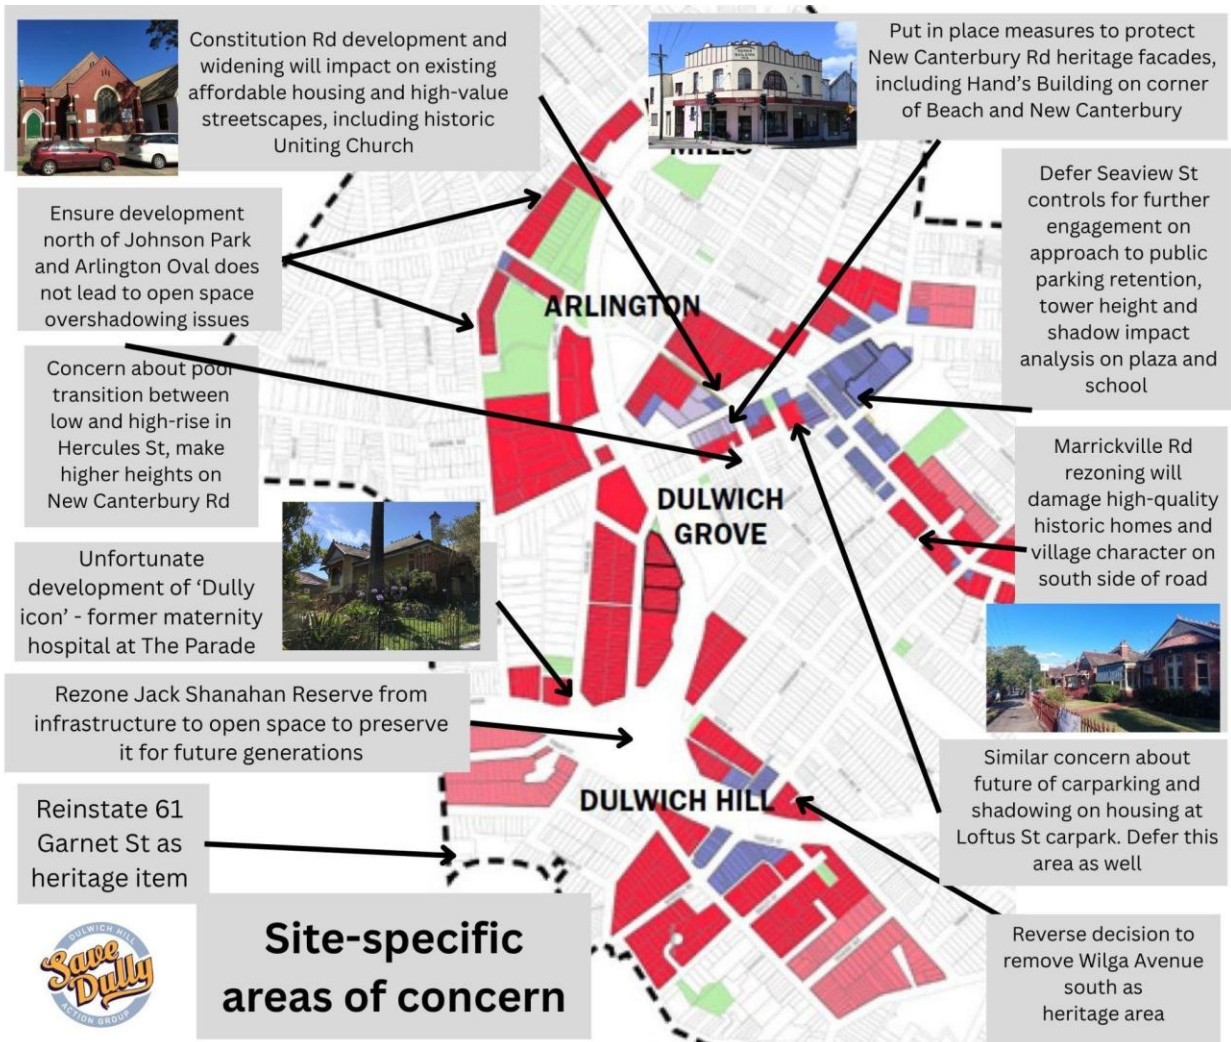 Constitution Rd development and
widening will impact on existing
affordable housing and high-value
streetscapes, including historic
Uniting Church
Put in place measures to protect
New Canterbury Rd heritage facades,
including Hand's Building on corner
of Beach and New Canterbury
MILLS
Ensure development
north of Johnson Park
and Arlington Oval does
not lead to open space
overshadowing issues
Defer Seaview St
controls for further
engagement on
approach to public
parking retention,
tower height and
shadow impact
analysis on plaza and
school
ARLINGTON
Concern about poor
transition between
low and high-rise in
Hercules St, make
higher heights on
New Canterbury Rd
Marrickville Rd
rezoning will
damage high-quality
historic homes and
village character on
south side of road
DULWICH
GROVE
Unfortunate
development of ‘Dully
icon’ - former maternity
hospital at The Parade
Rezone Jack Shanahan Reserve from
infrastructure to open space to preserve
it for future generations
Similar concern about
future of carparking and
shadowing on housing at
Loftus St carpark. Defer this
area as well
DULWICH HILL
Reinstate 61
Garnet St as
heritage item
Reverse decision to
remove Wilga Avenue
south as
heritage area
Site-specific
areas of concern
DULWICH HILL
Save
Dully
ACTION GROUP